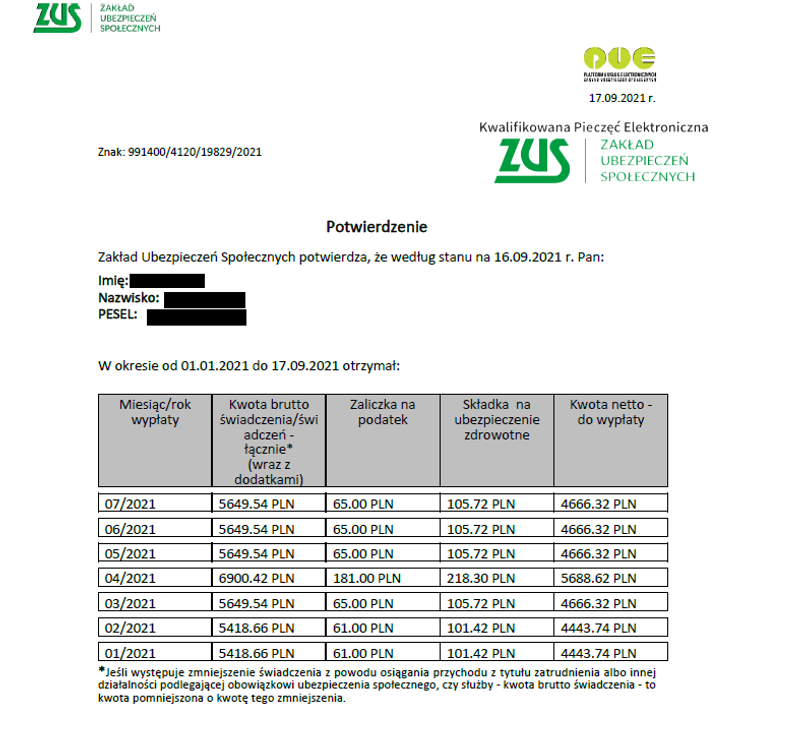 ZUS ZAKŁAD
UBEZPIECZEŃ
SPOŁECZNYCH
PUE
17.09.2021 r.
Kwalifikowana Pieczęć Elektroniczna
Znak: 991400/4120/19829/2021
ZUS ZAKŁAD
UBEZPIECZEŃ
SPOŁECZNYCH
Potwierdzenie
Zakład Ubezpieczeń Społecznych potwierdza, że według stanu na 16.09.2021 r. Pan:
Imię:
Nazwisko:
PESEL:
W okresie od 01.01.2021 do 17.09.2021 otrzymał:
Miesiąc/rok
wypłaty
Kwota brutto
świadczenia/świ
adczeń -
łącznie*
(wraz z
dodatkami)
Zaliczka na
podatek
Składka na
ubezpieczenie
zdrowotne
Kwota netto -
do wypłaty
07/2021 5649.54 PLN 65.00 PLN 105.72 PLN 4666.32 PLN
06/2021 5649.54 PLN 65.00 PLN 105.72 PLN 4666.32 PLN
05/2021 5649.54 PLN 65.00 PLN 105.72 PLN 4666.32 PLN
04/2021 6900.42 PLN 181.00 PLN 218.30 PLN 5688.62 PLN
03/2021 5649.54 PLN 65.00 PLN 105.72 PLN 4666.32 PLN
02/2021 5418.66 PLN 61.00 PLN 101.42 PLN 4443.74 PLN
01/2021 5418.66 PLN 61.00 PLN 101.42 PLN 4443.74 PLN
*Jeśli występuje zmniejszenie świadczenia z powodu osiągania przychodu z tytułu zatrudnienia albo innej
działalności podlegającej obowiązkowi ubezpieczenia społecznego, czy służby - kwota brutto świadczenia - to
kwota pomniejszona o kwotę tego zmniejszenia.